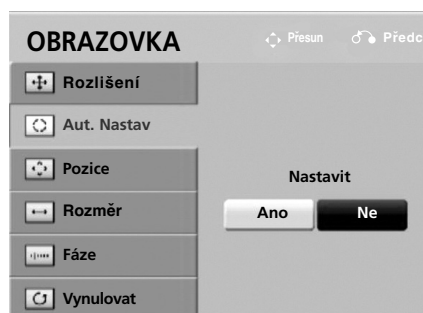 OBRAZOVKA
Přesun
Rozlišení
Aut. Nastav
Pozice
Rozměr
Fáze
Vynulovat
Nastavit
Ano Ne